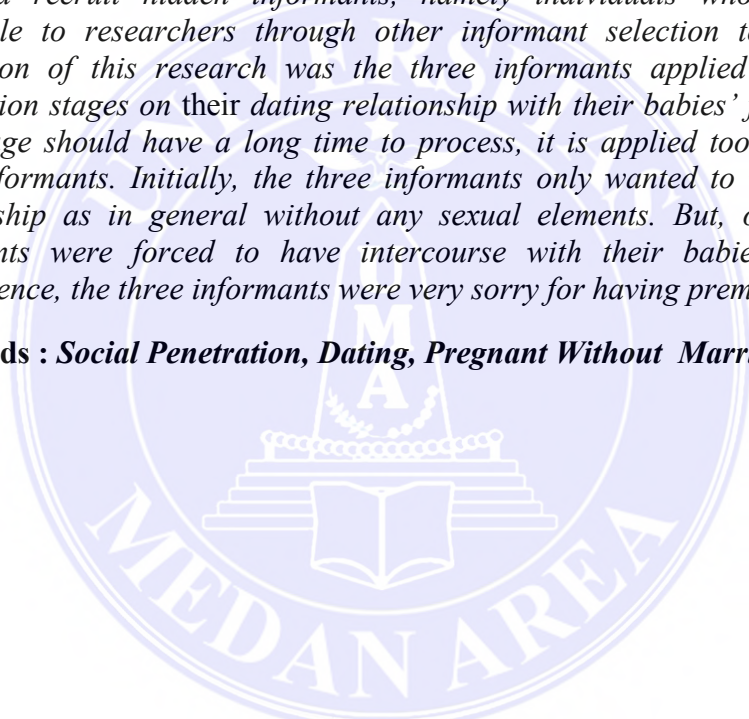 d recruit hidden informants, namely individuals who
le to researchers through other informant selection te
ion of this research was the three informants applied
ion stages on their dating relationship with their babies' f
ge should have a long time to process, it is applied too
formants. Initially, the three informants only wanted to
ship as in general without any sexual elements. But, o
nts were forced to have intercourse with their babie
ence, the three informants were very sorry for having prem
ds : Social Penetration, Dating, Pregnant Without Marri
UNIVERSITAS
O
M
A
MEDAN AREA